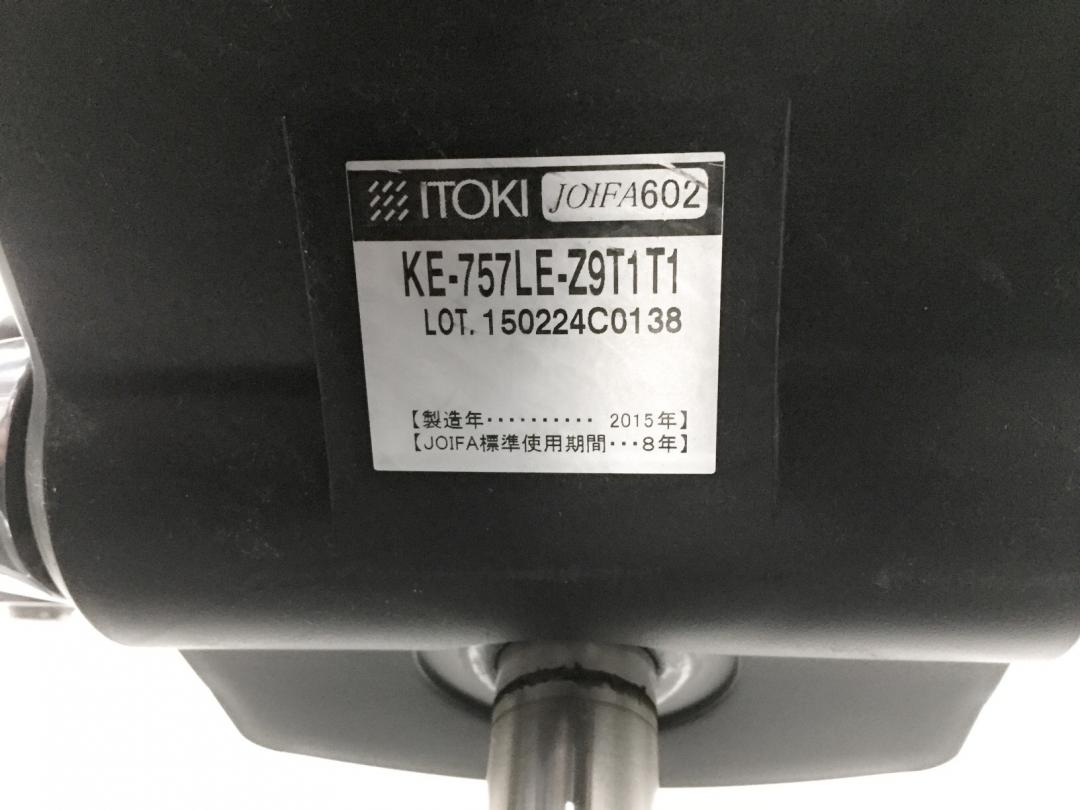 ITOKI JOIFA602
KE-757LE-Z9T1T1
LOT. 150224C0138
【製造年・・・・・・・・・・ 2015年】
【JOIFA標準使用期間・・・8年】